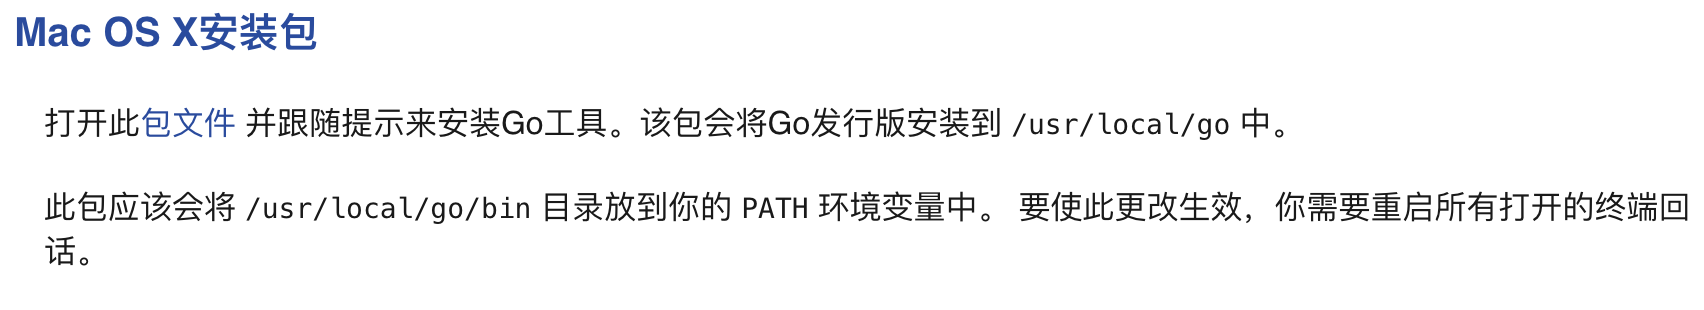 Mac OS X安装包
打开此包文件 并跟随提示来安装Go工具。该包会将Go发行版安装到 /usr/local/go 中。
此包应该会将 /usr/local/go/bin 目录放到你的 PATH 环境变量中。 要使此更改生效，你需要重启所有打开的终端回
话。